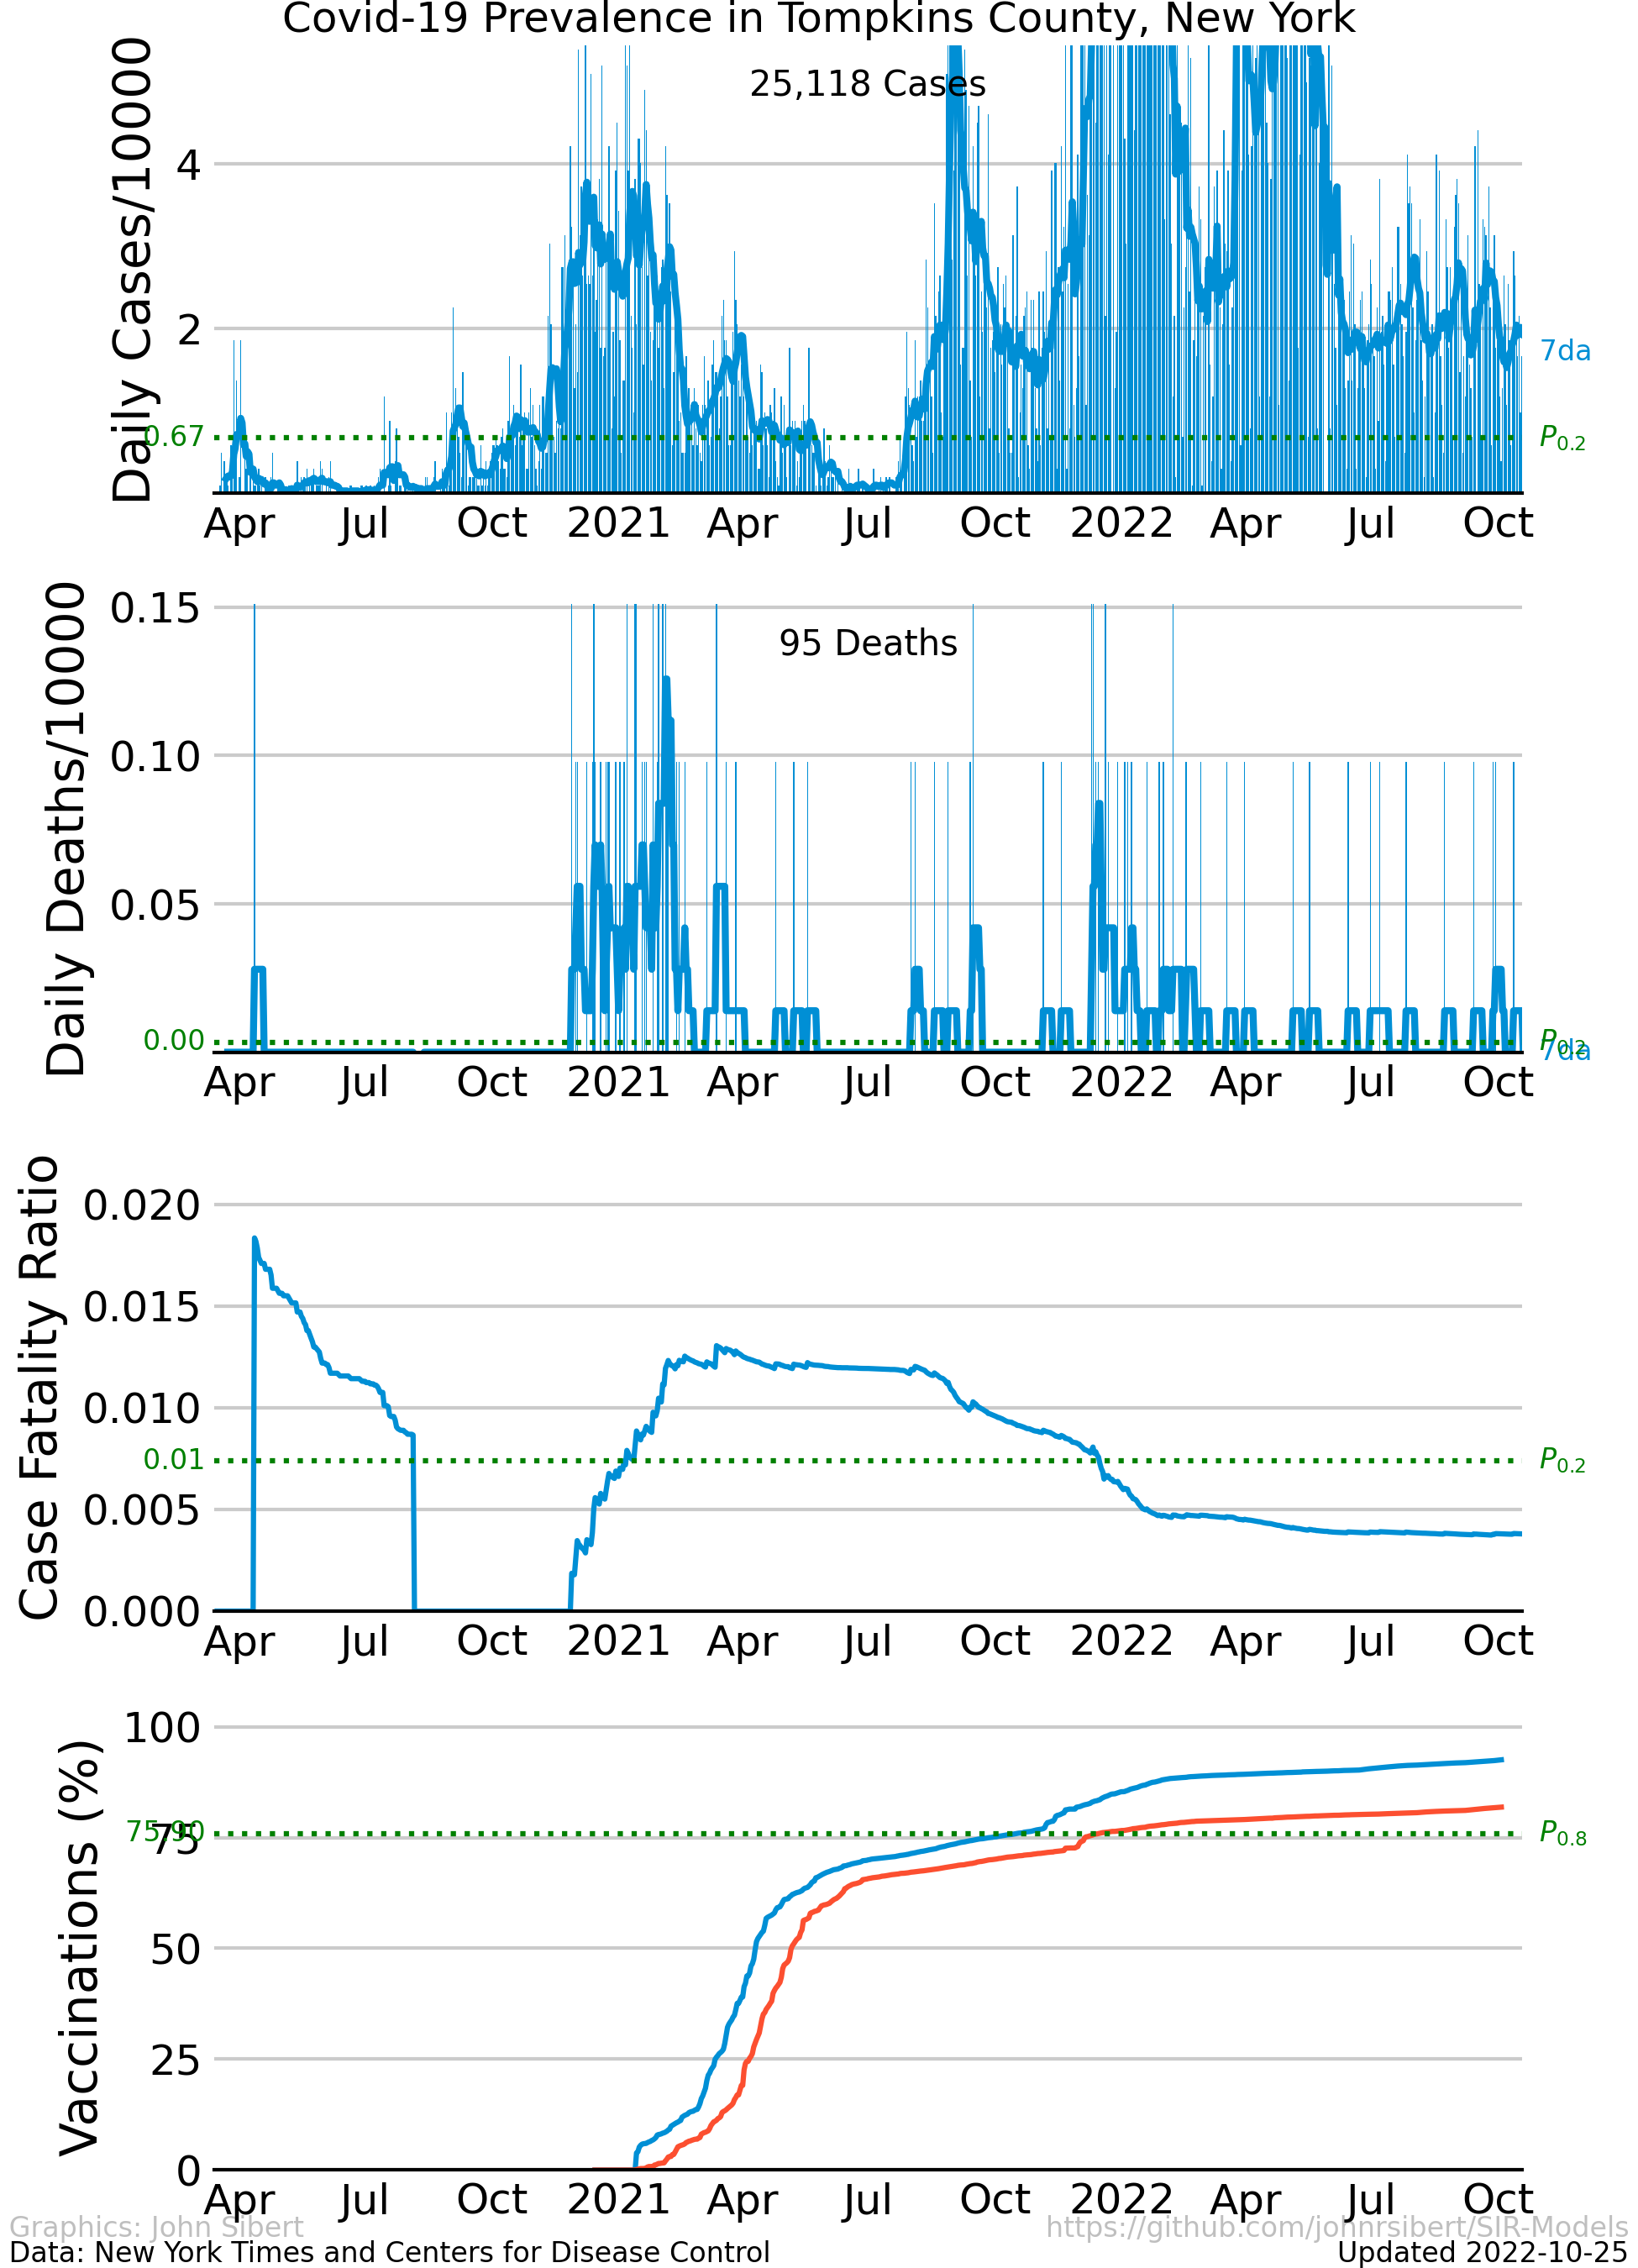 Covid-19 Prevalence in Tompkins County, New York
Daily Cases/10000
25,118 Cases
4
2
0.67
7da
P0.2
Apr Jul Oct 2021 Apr Jul Oct 2022 Apr Jul Oct
Daily Deaths/10000
95 Deaths
0.15
0.10
0.05
0.00
P0.2
7da
Apr Jul Oct 2021 Apr Jul Oct 2022 Apr Jul Oct
Case Fatality Ratio
0.020
0.015
0.010
0.01
P0.2
0.005
0.000
Apr Jul Oct 2021 Apr Jul Oct 2022 Apr Jul Oct
Vaccinations (%)
100
75
75.90
P0.8
50
25
0
Apr Jul Oct 2021 Apr Jul Oct 2022 Apr Jul Oct
Graphics: John Sibert
https://github.com/johnrsibert/SIR-Models
Data: New York Times and Centers for Disease Control
Updated 2022-10-25